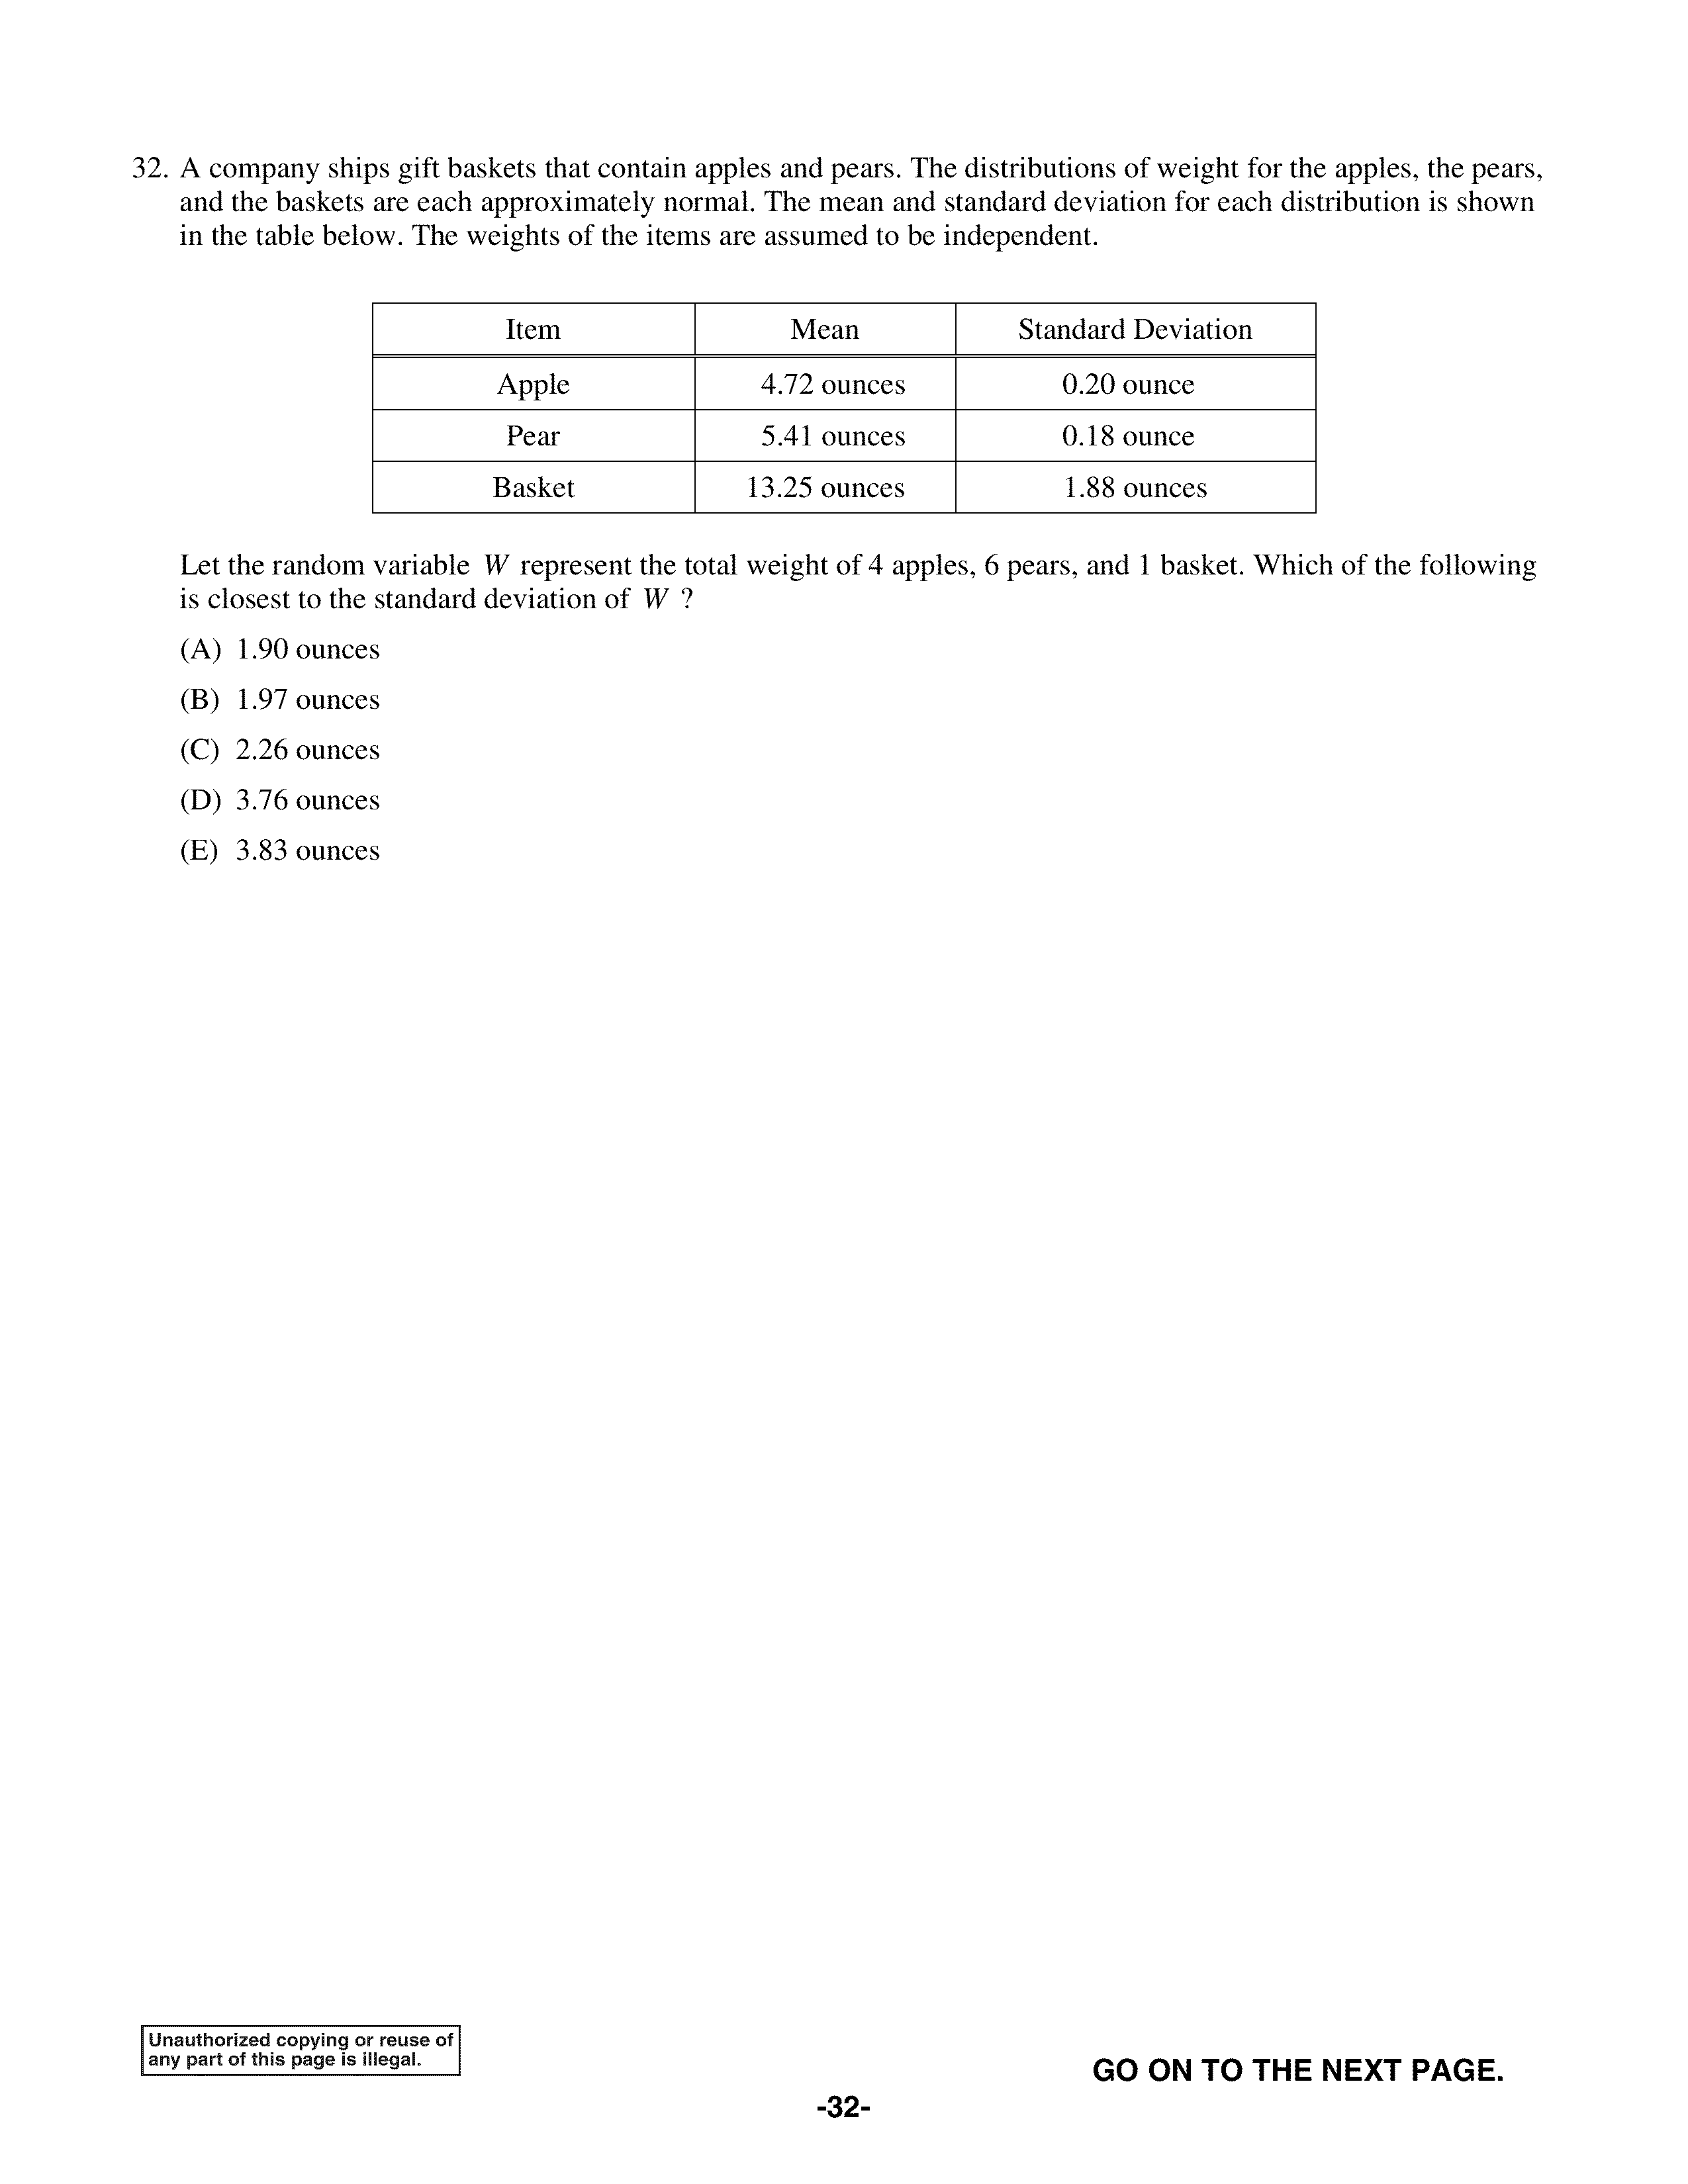 32. A company ships gift baskets that contain apples and pears. The distributions of weight for the apples, the pears,
and the baskets are each approximately normal. The mean and standard deviation for each distribution is shown
in the table below. The weights of the items are assumed to be independent.
Item Mean Standard Deviation
Apple 4.72 ounces 0.20 ounce
Pear 5.41 ounces 0.18 ounce
Basket 13.25 ounces 1.88 ounces
Let the random variable W represent the total weight of 4 apples, 6 pears, and 1 basket. Which of the following
is closest to the standard deviation of W ?
(A) 1.90 ounces
(B) 1.97 ounces
(C) 2.26 ounces
(D) 3.76 ounces
(E) 3.83 ounces
Unauthorized copying or reuse of
any part of this page is illegal.
GO ON TO THE NEXT PAGE.
-32-